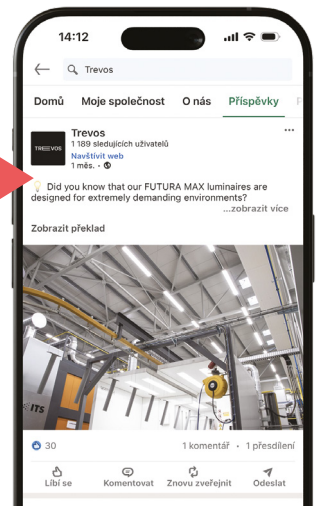 14:12
Trevos
Domů Moje společnost O nás Příspěvky
TREVOS
Trevos
1 189 sledujících uživatelů
Navštívit web
1 měs. •
Did you know that our FUTURA MAX luminaires are
designed for extremely demanding environments?
...zobrazit více
Zobrazit překlad
ITS
30
1 komentář • 1 přesdílení
Líbí se Komentovat Znovu zveřejnit Odeslat